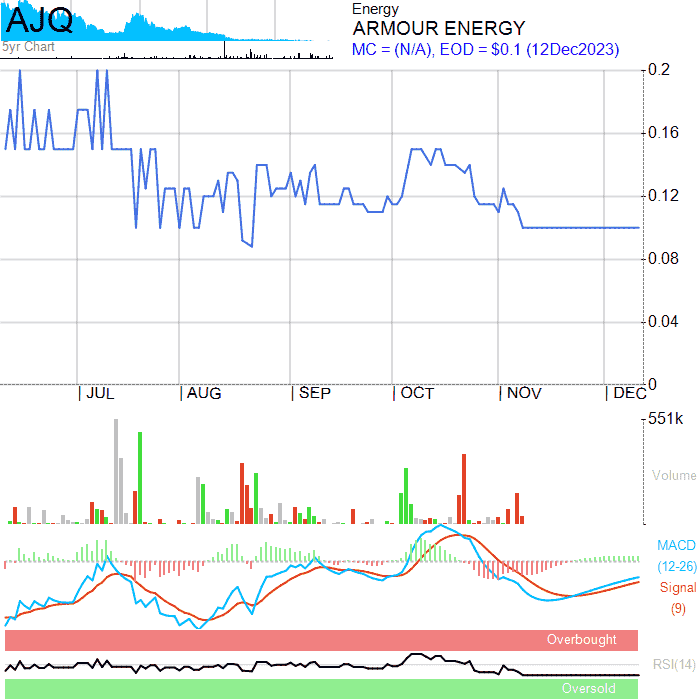 AJQ
5yr Chart
Energy
ARMOUR ENERGY
MC = (N/A), EOD = $0.1 (12Dec2023)
0.2
0.16
0.12
0.08
0.04
0
JUL
AUG
SEP
OCT
NOV
DEC
551k
Volume
MACD
(12-26)
Signal
(9)
Overbought
RSI(14)
Oversold